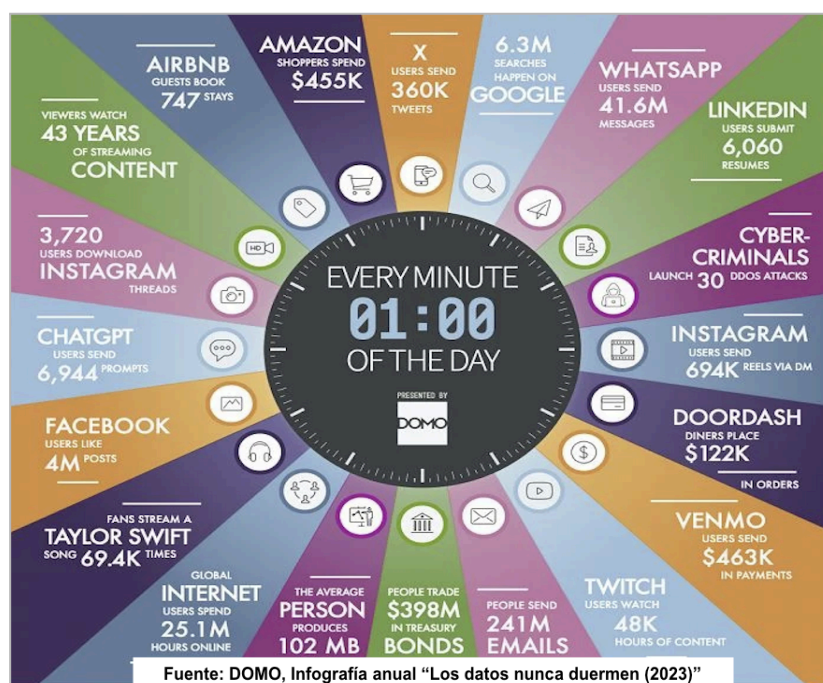 EVERY MINUTE
01:00
OF THE DAY
PRESENTED BY
DOMO
X
USERS SEND
360K
TWEETS
6.3M
SEARCHES
HAPPEN ON
GOOGLE
WHATSAPP
USERS SEND
41.6M
MESSAGES
LINKEDIN
USERS SUBMIT
6,060
RESUMES
CYBER-
CRIMINALS
LAUNCH 30 DDOS ATTACKS
INSTAGRAM
USERS SEND
694K REELS VIA DM
DOORDASH
DINERS PLACE
$122K
IN ORDERS
VENMO
USERS SEND
$463K
IN PAYMENTS
TWITCH
USERS WATCH
48K
HOURS OF CONTENT
PEOPLE SEND
241M
EMAILS
PEOPLE TRADE
$398M
IN TREASURY
BONDS
THE AVERAGE
PERSON
PRODUCES
102 MB
GLOBAL
INTERNET
USERS SPEND
25.1M
HOURS ONLINE
FANS STREAM A
TAYLOR SWIFT
SONG 69.4K TIMES
FACEBOOK
USERS LIKE
4M POSTS
CHATGPT
USERS SEND
6,944 PROMPTS
3,720
USERS DOWNLOAD
INSTAGRAM
THREADS
VIEWERS WATCH
43 YEARS
OF STREAMING
CONTENT
AIRBNB
GUESTS BOOK
747 STAYS
AMAZON
SHOPPERS SPEND
$455K
HD
Fuente: DOMO, Infografía anual “Los datos nunca duermen (2023)”